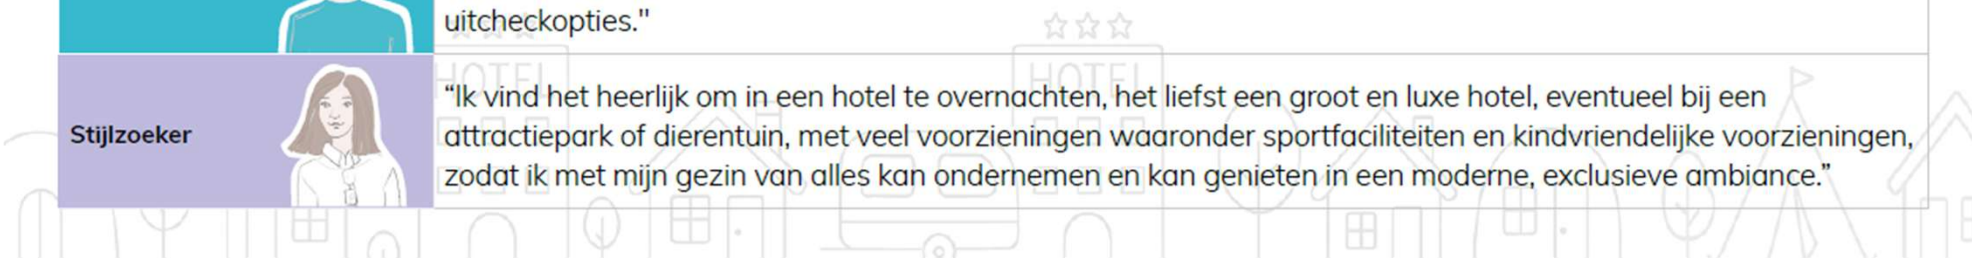 uitcheckopties."
HOTEL
HOTEL
“Ik vind het heerlijk om in een hotel te overnachten, het liefst een groot en luxe hotel, eventueel bij een
Stijlzoeker
attractiepark of dierentuin, met veel voorzieningen waaronder sportfaciliteiten en kindvriendelijke voorzieningen,
zodat ik met mijn gezin van alles kan ondernemen en kan genieten in een moderne, exclusieve ambiance.”